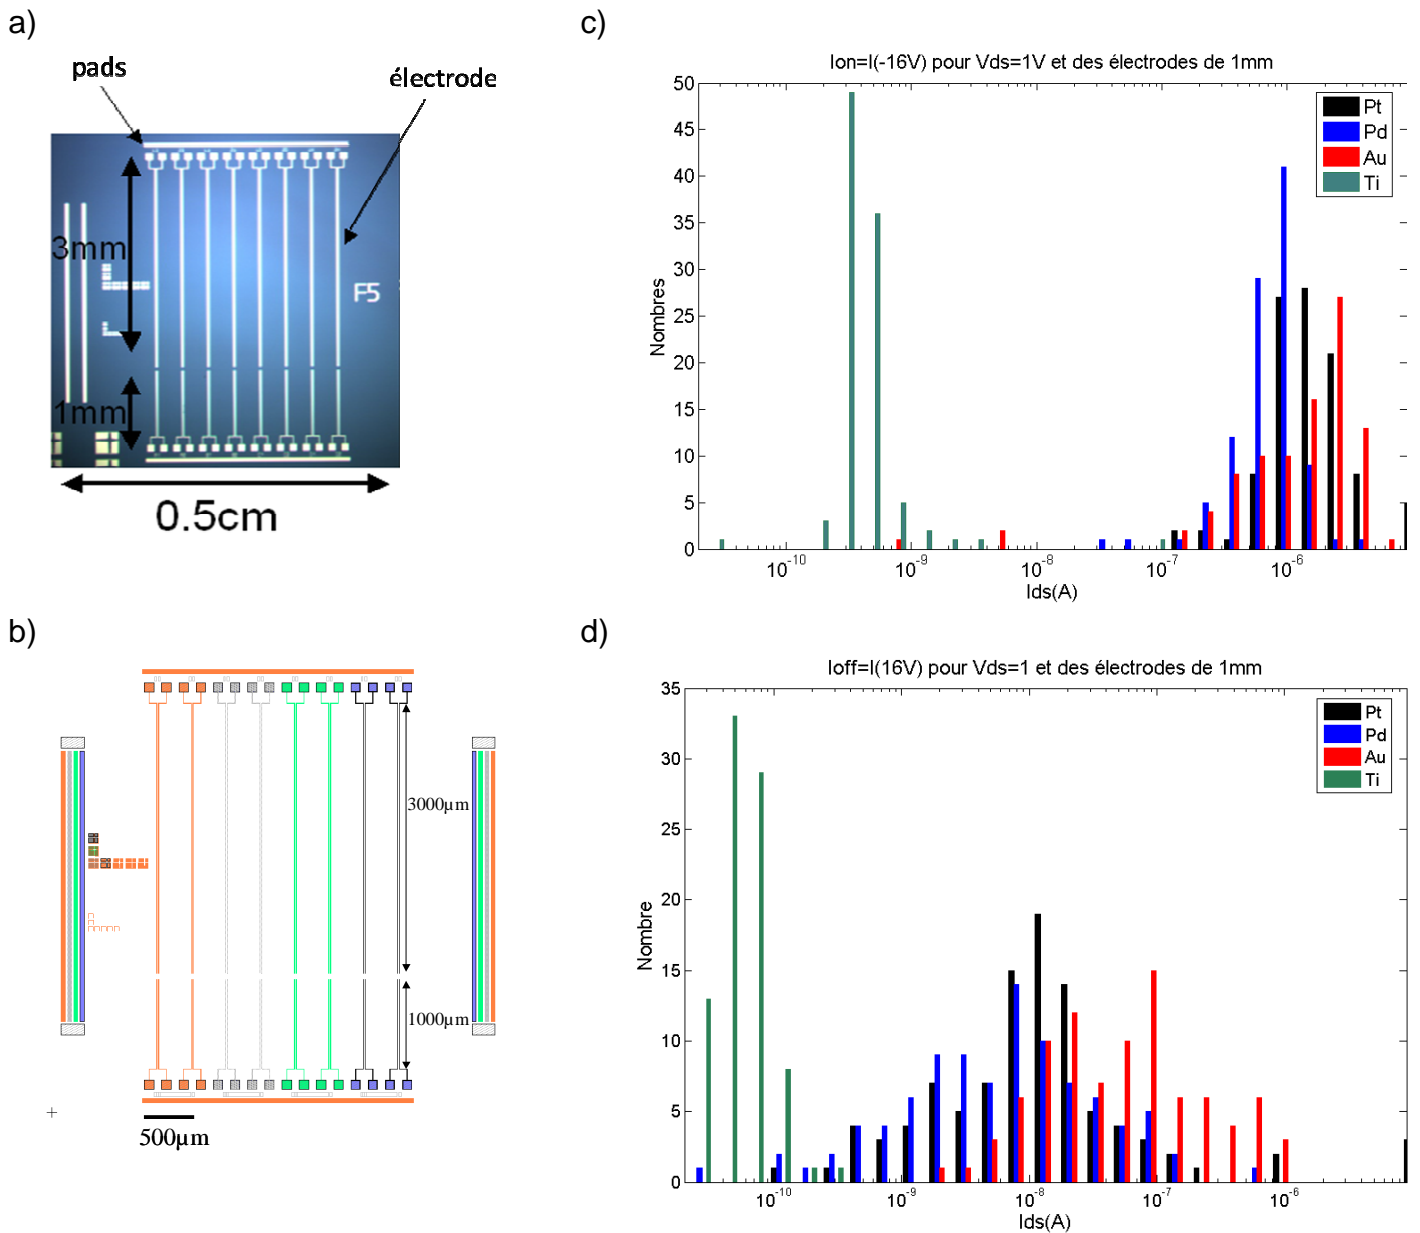 a)
pads
électrode
3mm
F5
1mm
0.5cm
b)
3000µm
1000µm
500µm
c)
Ion=I(-16V) pour Vds=1V et des électrodes de 1mm
Nombres
50
45
40
35
30
25
20
15
10
5
0
Pt
Pd
Au
Ti
10^-10
10^-9
10^-8
10^-7
10^-6
Ids(A)
d)
Ioff=I(16V) pour Vds=1 et des électrodes de 1mm
Nombre
35
30
25
20
15
10
5
0
Pt
Pd
Au
Ti
10^-10
10^-9
10^-8
10^-7
10^-6
Ids(A)